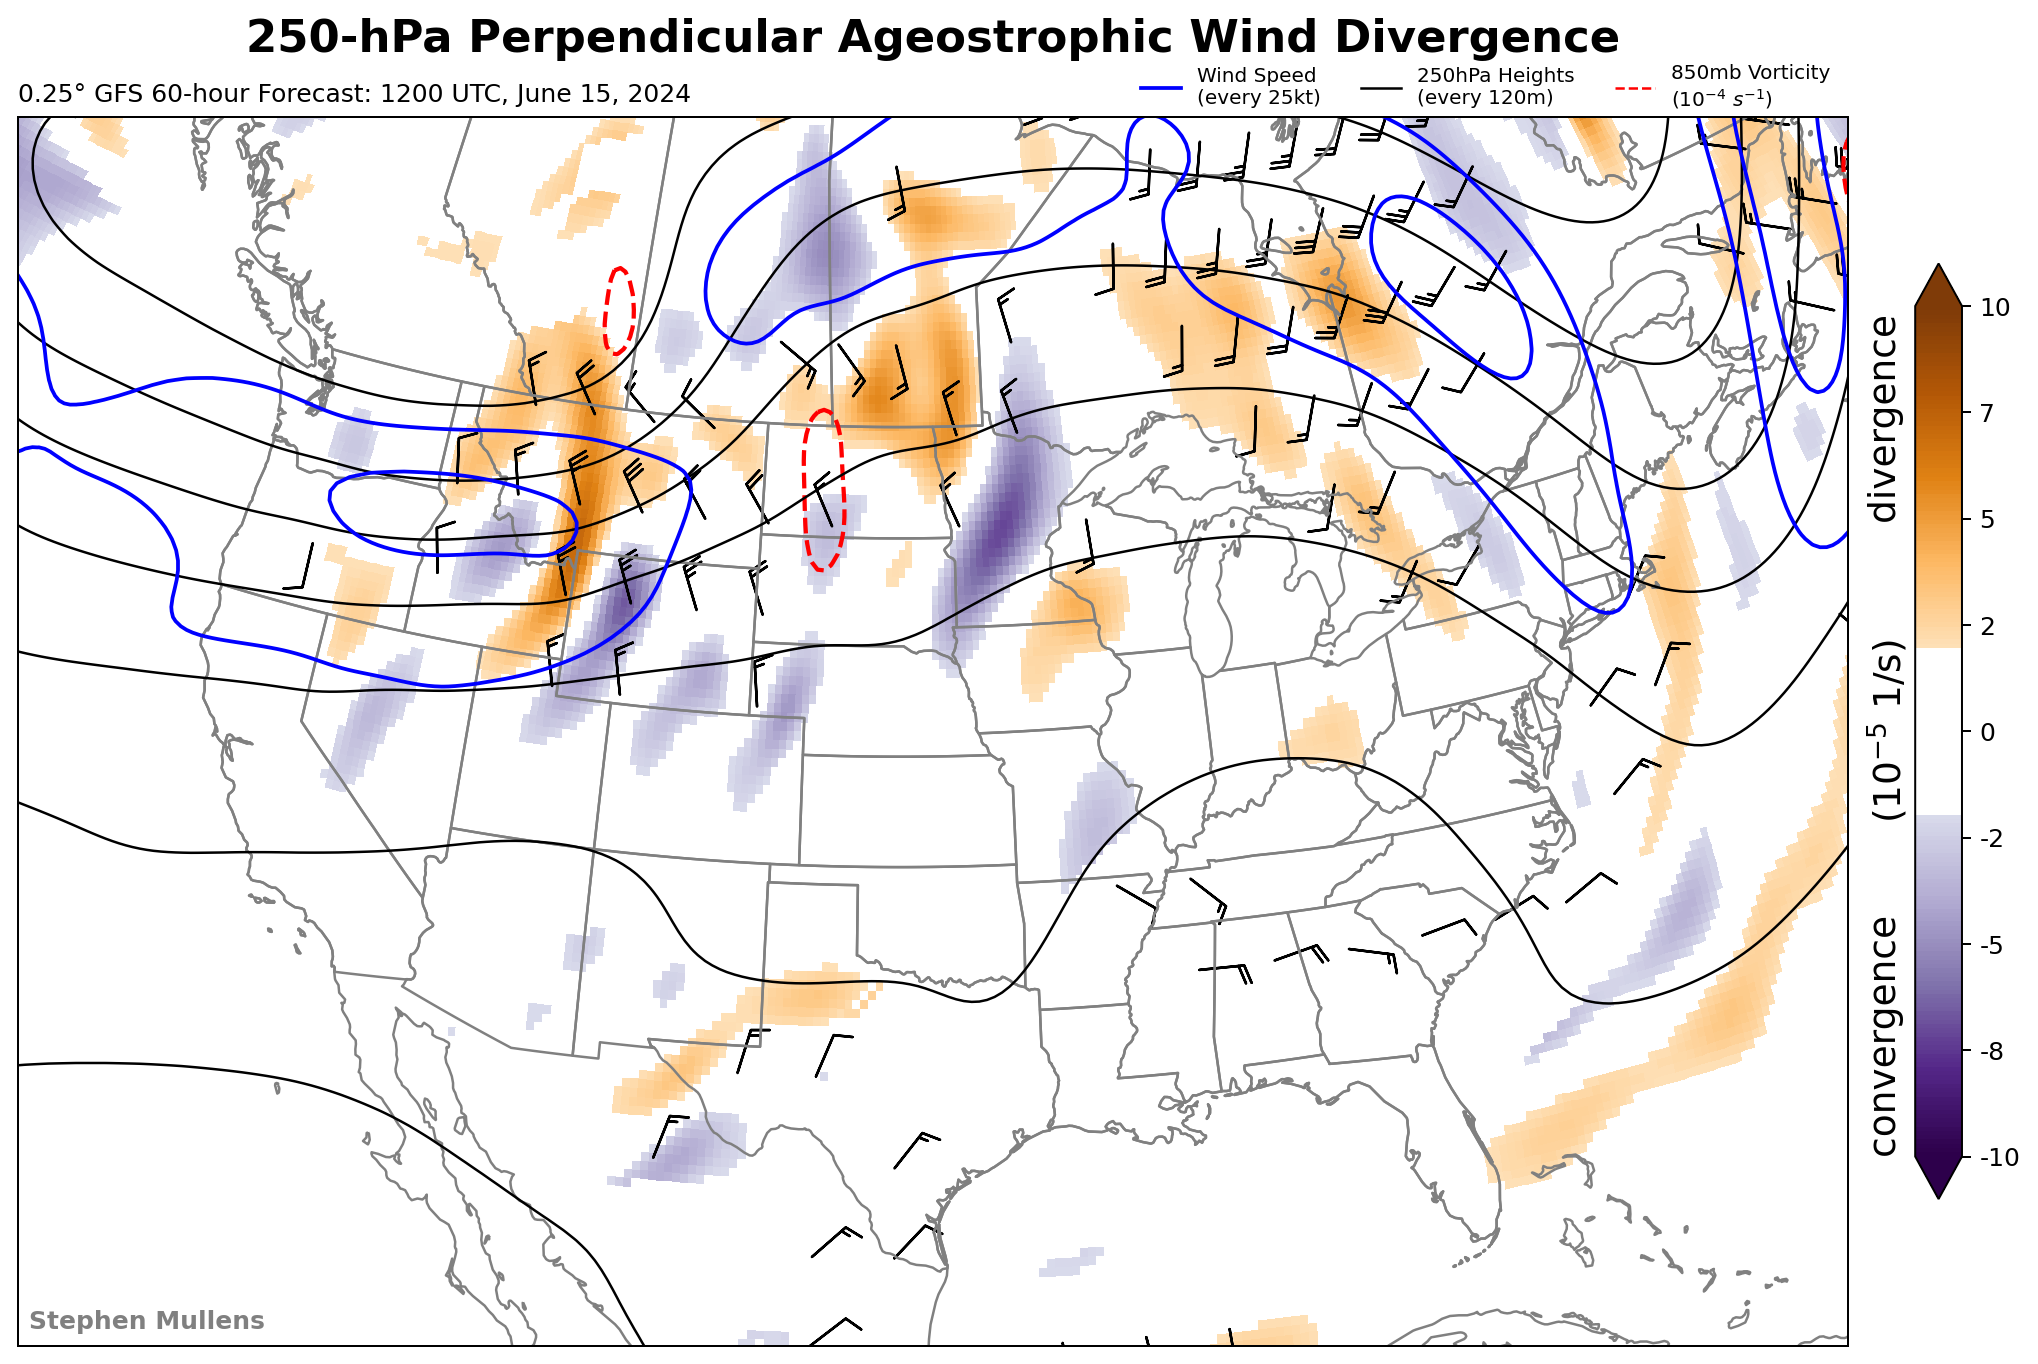 250-hPa Perpendicular Ageostrophic Wind Divergence
0.25° GFS 60-hour Forecast: 1200 UTC, June 15, 2024
Wind Speed
(every 25kt)
250hPa Heights
(every 120m)
850mb Vorticity
(10⁻⁴ s⁻¹)
10
7
5
2
0
-2
-5
-8
-10
convergence (10⁻⁵ 1/s) divergence
Stephen Mullens